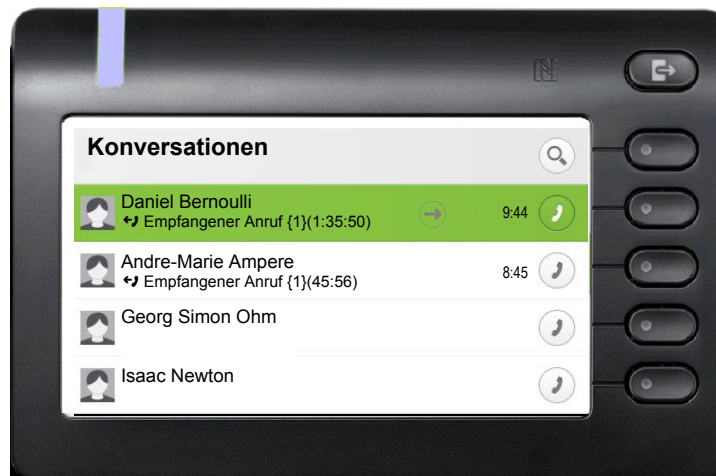 Konversationen
Daniel Bernoulli
Empfangener Anruf {1}(1:35:50)
9:44
Andre-Marie Ampere
Empfangener Anruf {1}(45:56)
8:45
Georg Simon Ohm
Isaac Newton